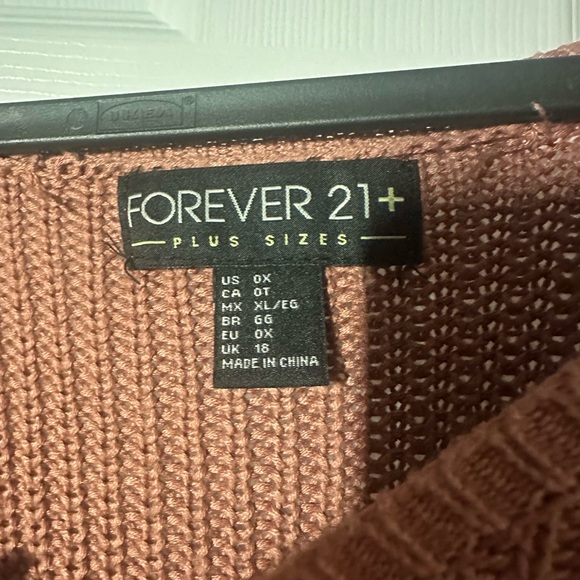 FOREVER 21+
PLUS SIZES
US 0X
CA 0T
MX XL/EG
BR GG
EU 0X
UK 18
MADE IN CHINA